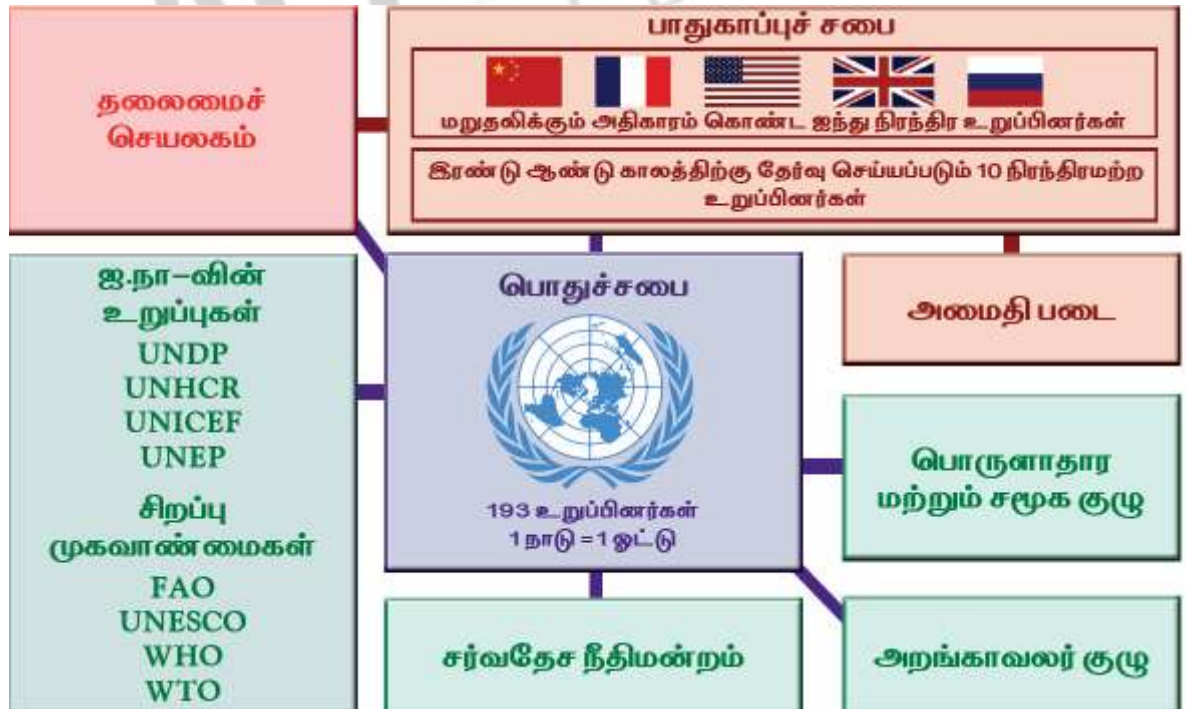 தலைமைச்
செயலகம்
பாதுகாப்புச் சபை
மறுதலிக்கும் அதிகாரம் கொண்ட ஐந்து நிரந்திர உறுப்பினர்கள்
இரண்டு ஆண்டு காலத்திற்கு தேர்வு செய்யப்படும் 10 நிரந்திரமற்ற
உறுப்பினர்கள்
ஐ.நா-வின்
உறுப்புகள்
UNDP
UNHCR
UNICEF
UNEP
சிறப்பு
முகவாண்மைகள்
FAO
UNESCO
WHO
WTO
பொதுச்சபை
193 உறுப்பினர்கள்
1 நாடு = 1 ஓட்டு
அமைதி படை
பொருளாதார
மற்றும் சமூக குழு
சர்வதேச நீதிமன்றம்
அறங்காவலர் குழு